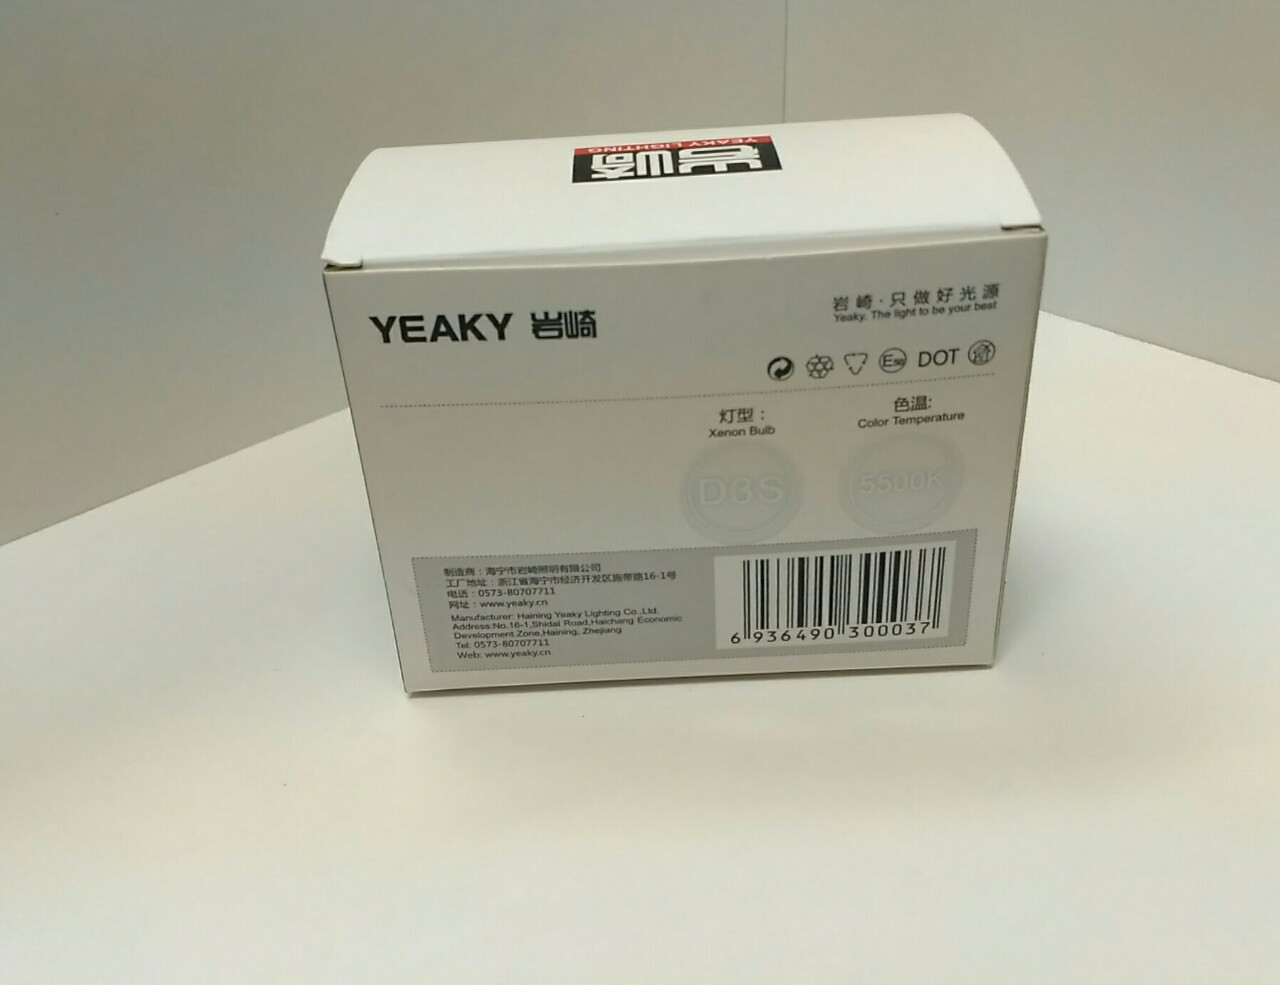 YEAKY LIGHTING
岩崎
YEAKY 岩崎
岩崎·只做好光源
Yeaky. The light to be your best
E50 DOT
灯型：
Xenon Bulb
色温:
Color Temperature
D3S
5500K
制造商：海宁市岩崎照明有限公司
工厂地址：浙江省海宁市经济开发区施带路16-1号
电话：0573-80707711
网址：www.yeaky.cn
Manufacturer: Haining Yeaky Lighting Co.,Ltd.
Address:No.16-1,Shidai Road,Haichang Economic
Development Zone,Haining, Zhejiang
Tel: 0573-80707711
Web: www.yeaky.cn
6 936490 300037